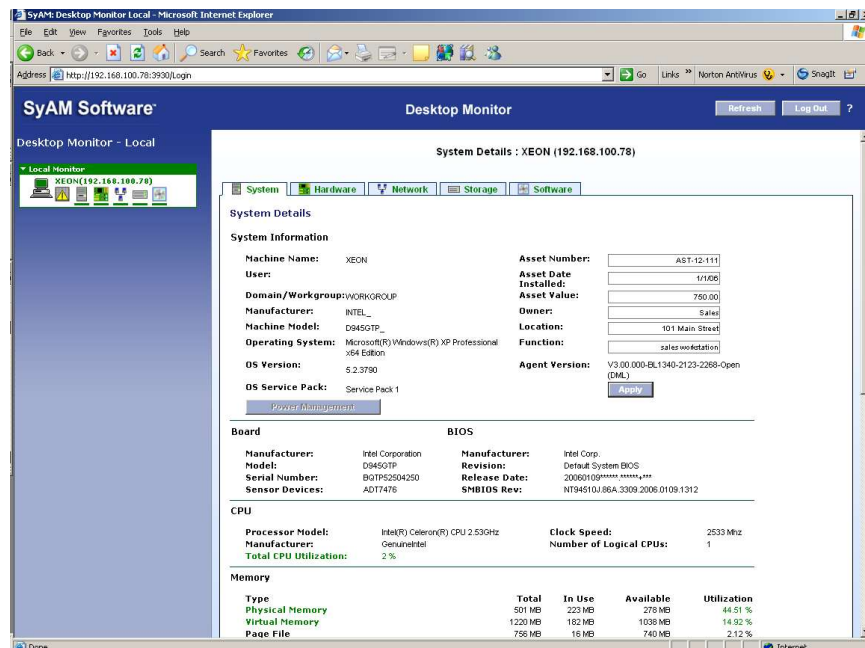 SyAM: Desktop Monitor Local - Microsoft Internet Explorer
File Edit View Favorites Tools Help
Back Search Favorites
Address http://192.168.100.78:3930/Login Go Links » Norton AntiVirus SnagIt
SyAM Software Desktop Monitor Refresh Log Out ?
Desktop Monitor - Local
System Details : XEON (192.168.100.78)
Local Monitor
XEON(192.168.100.78)
System Hardware Network Storage Software
System Details
System Information
Machine Name: XEON Asset Number: AST-12-111
User: Asset Date Installed: 1/1/06
Domain/Workgroup: WORKGROUP Asset Value: 750.00
Manufacturer: INTEL_ Owner: Sales
Machine Model: D945GTP_ Location: 101 Main Street
Operating System: Microsoft(R) Windows(R) XP Professional x64 Edition Function: sales workstation
OS Version: 5.2.3790 Agent Version: V3.00.000-BL1340-2123-2268-Open (DML)
OS Service Pack: Service Pack 1 Apply
Power Management
Board BIOS
Manufacturer: Intel Corporation Manufacturer: Intel Corp.
Model: D945GTP Revision: Default System BIOS
Serial Number: BQTP52504250 Release Date: 20060109******.******+***
Sensor Devices: ADT7476 SMBIOS Rev: NT94510J.86A.3309.2006.0109.1312
CPU
Processor Model: Intel(R) Celeron(R) CPU 2.53GHz Clock Speed: 2533 Mhz
Manufacturer: GenuineIntel Number of Logical CPUs: 1
Total CPU Utilization: 2 %
Memory
Type Total In Use Available Utilization
Physical Memory 501 MB 223 MB 278 MB 44.51 %
Virtual Memory 1220 MB 182 MB 1038 MB 14.92 %
Page File 756 MB 16 MB 740 MB 2.12 %
Done Internet